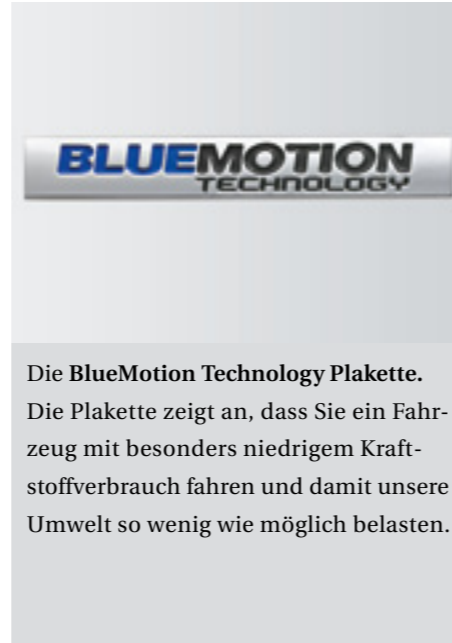 BLUEMOTION
TECHNOLOGY
Die BlueMotion Technology Plakette.
Die Plakette zeigt an, dass Sie ein Fahr-
zeug mit besonders niedrigem Kraft-
stoffverbrauch fahren und damit unsere
Umwelt so wenig wie möglich belasten.